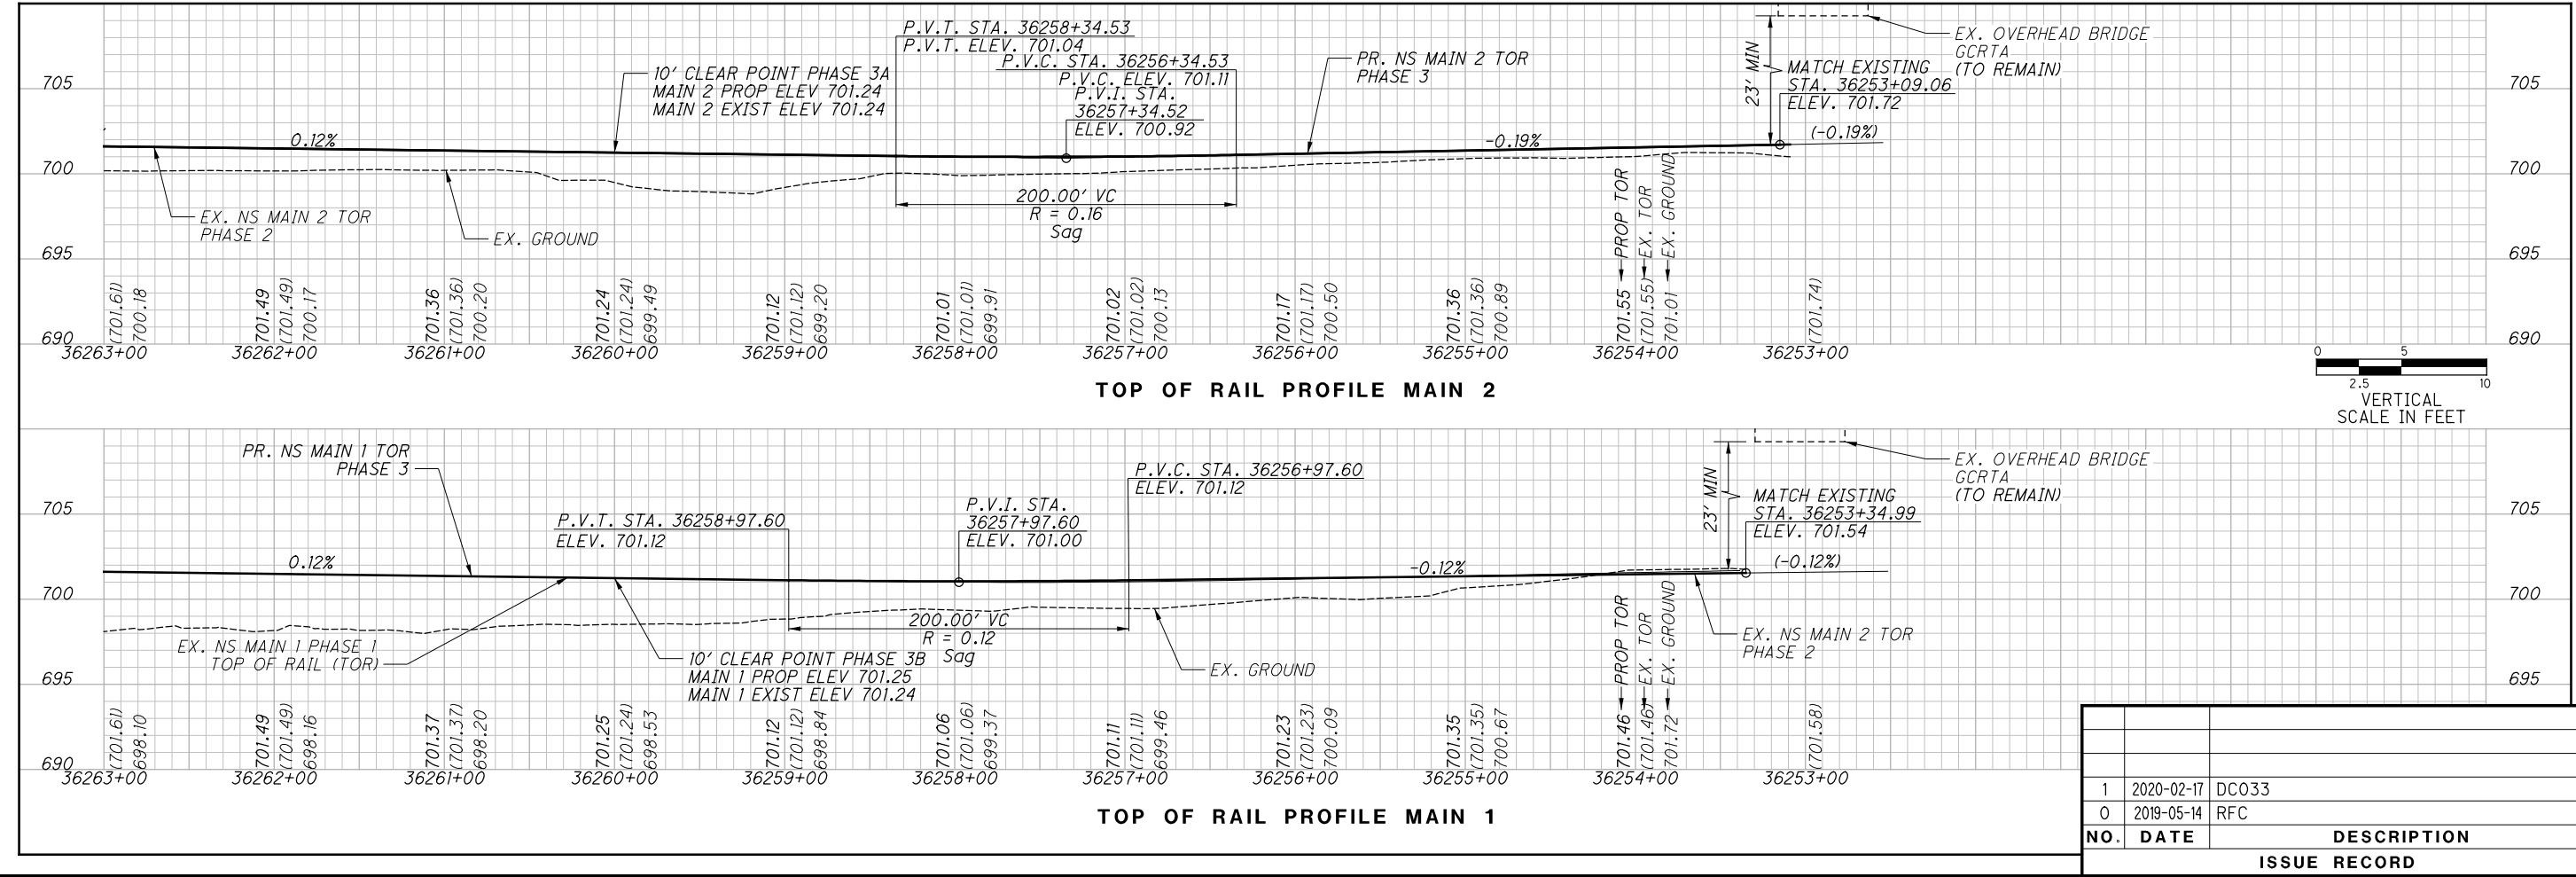 P.V.T. STA. 36258+34.53
P.V.T. ELEV. 701.04
P.V.C. STA. 36256+34.53
P.V.C. ELEV. 701.11
P.V.I. STA.
36257+34.52
ELEV. 700.92
10' CLEAR POINT PHASE 3A
MAIN 2 PROP ELEV 701.24
MAIN 2 EXIST ELEV 701.24
PR. NS MAIN 2 TOR
PHASE 3
23' MIN
EX. OVERHEAD BRIDGE
GCRTA
(TO REMAIN)
MATCH EXISTING
STA. 36253+09.06
ELEV. 701.72
(-0.19%)
705
705
0.12%
-0.19%
700
700
EX. NS MAIN 2 TOR
PHASE 2
EX. GROUND
200.00' VC
R = 0.16
Sag
PROP TOR
EX. TOR
EX. GROUND
695
695
(701.61)
700.18
701.49
(701.49)
700.17
701.36
(701.36)
700.20
701.24
(701.24)
699.49
701.12
(701.12)
699.20
701.01
(701.01)
699.91
701.02
(701.02)
700.13
701.17
(701.17)
700.50
701.36
(701.36)
700.89
701.55
(701.55)
701.01
(701.74)
690
690
36263+00
36262+00
36261+00
36260+00
36259+00
36258+00
36257+00
36256+00
36255+00
36254+00
36253+00
0 5
2.5 10
VERTICAL
SCALE IN FEET
TOP OF RAIL PROFILE MAIN 2
PR. NS MAIN 1 TOR
PHASE 3
P.V.T. STA. 36258+97.60
ELEV. 701.12
P.V.I. STA.
36257+97.60
ELEV. 701.00
P.V.C. STA. 36256+97.60
ELEV. 701.12
23' MIN
EX. OVERHEAD BRIDGE
GCRTA
(TO REMAIN)
MATCH EXISTING
STA. 36253+34.99
ELEV. 701.54
(-0.12%)
705
705
0.12%
-0.12%
700
700
200.00' VC
R = 0.12
Sag
EX. NS MAIN 1 PHASE 1
TOP OF RAIL (TOR)
10' CLEAR POINT PHASE 3B
MAIN 1 PROP ELEV 701.25
MAIN 1 EXIST ELEV 701.24
EX. GROUND
PROP TOR
EX. TOR
EX. GROUND
EX. NS MAIN 2 TOR
PHASE 2
695
695
(701.61)
698.10
701.49
(701.49)
698.16
701.37
(701.37)
698.20
701.25
(701.24)
698.53
701.12
(701.12)
698.84
701.06
(701.06)
699.37
701.11
(701.11)
699.46
701.23
(701.23)
700.09
701.35
(701.35)
700.67
701.46
(701.46)
701.72
(701.58)
690
36263+00
36262+00
36261+00
36260+00
36259+00
36258+00
36257+00
36256+00
36255+00
36254+00
36253+00
TOP OF RAIL PROFILE MAIN 1
1 2020-02-17 DC033
0 2019-05-14 RFC
NO. DATE DESCRIPTION
ISSUE RECORD